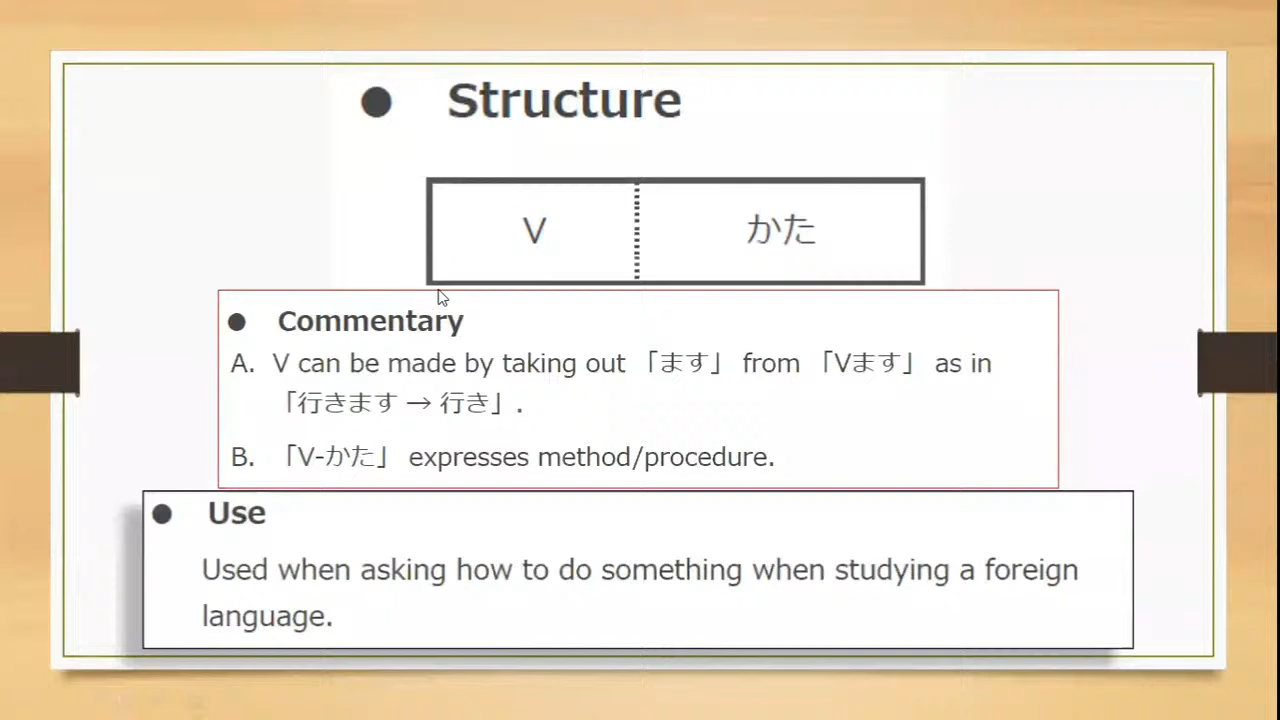 ● Structure
V かた
● Commentary
A. V can be made by taking out 「ます」 from 「Vます」 as in
「行きます → 行き」.
B. 「V-かた」 expresses method/procedure.
● Use
Used when asking how to do something when studying a foreign
language.